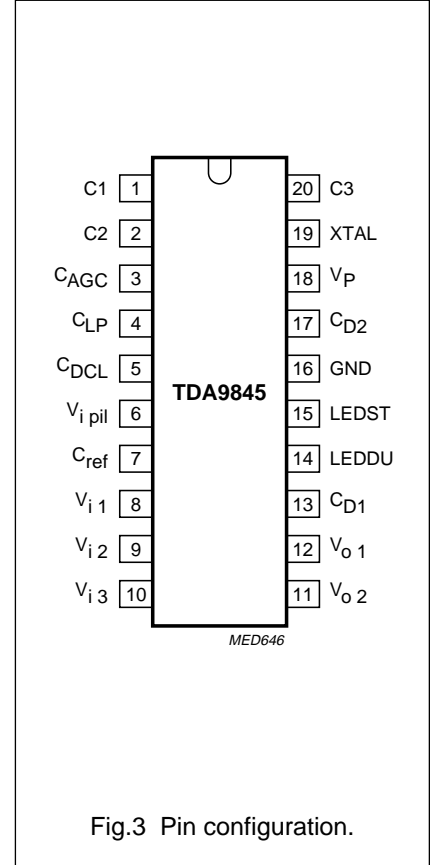 C1 1 20 C3
C2 2 19 XTAL
CAGC 3 18 VP
CLP 4 17 CD2
CDCL 5 16 GND
TDA9845
Vi pil 6 15 LEDST
Cref 7 14 LEDDU
Vi 1 8 13 CD1
Vi 2 9 12 Vo 1
Vi 3 10 11 Vo 2
MED646
Fig.3 Pin configuration.